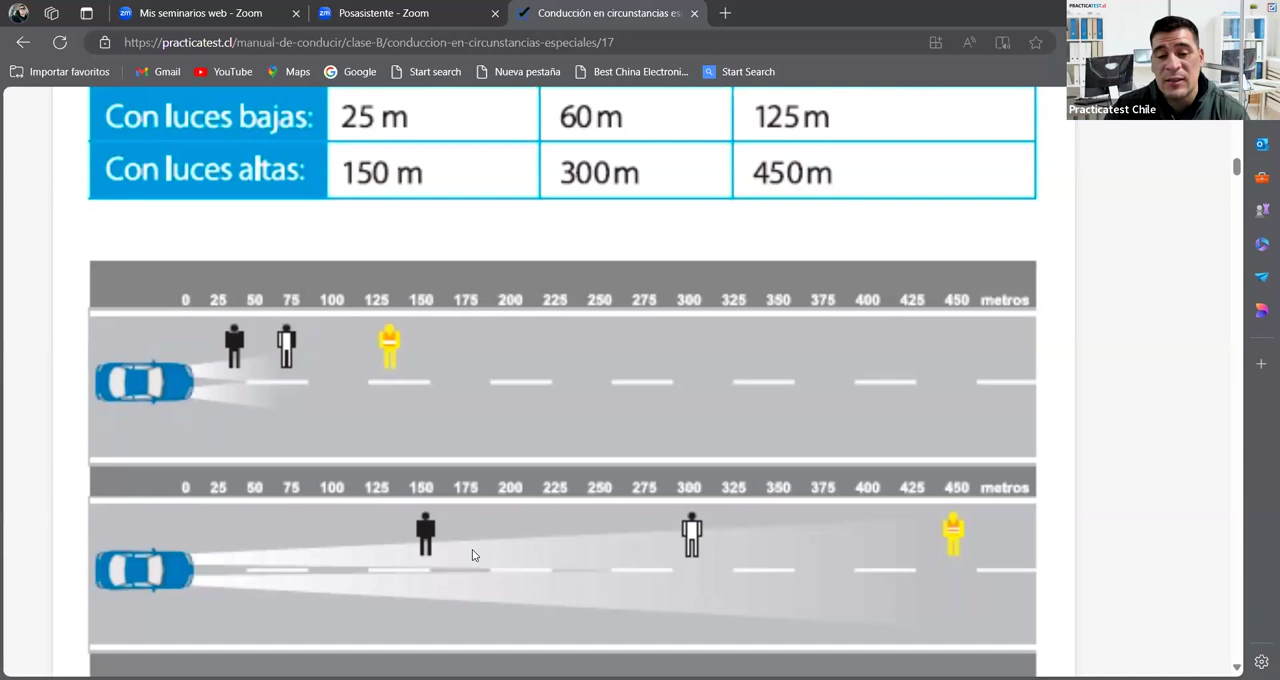 Mis seminarios web - Zoom
Posasistente - Zoom
Conducción en circunstancias es
https://practicatest.cl/manual-de-conducir/clase-B/conduccion-en-circunstancias-especiales/17
Importar favoritos
Gmail
YouTube
Maps
Google
Start search
Nueva pestaña
Best China Electroni...
Start Search
PRACTICATEST.cl
Practicatest Chile
Con luces bajas: 25 m 60 m 125 m
Con luces altas: 150 m 300 m 450 m
0 25 50 75 100 125 150 175 200 225 250 275 300 325 350 375 400 425 450 metros
0 25 50 75 100 125 150 175 200 225 250 275 300 325 350 375 400 425 450 metros